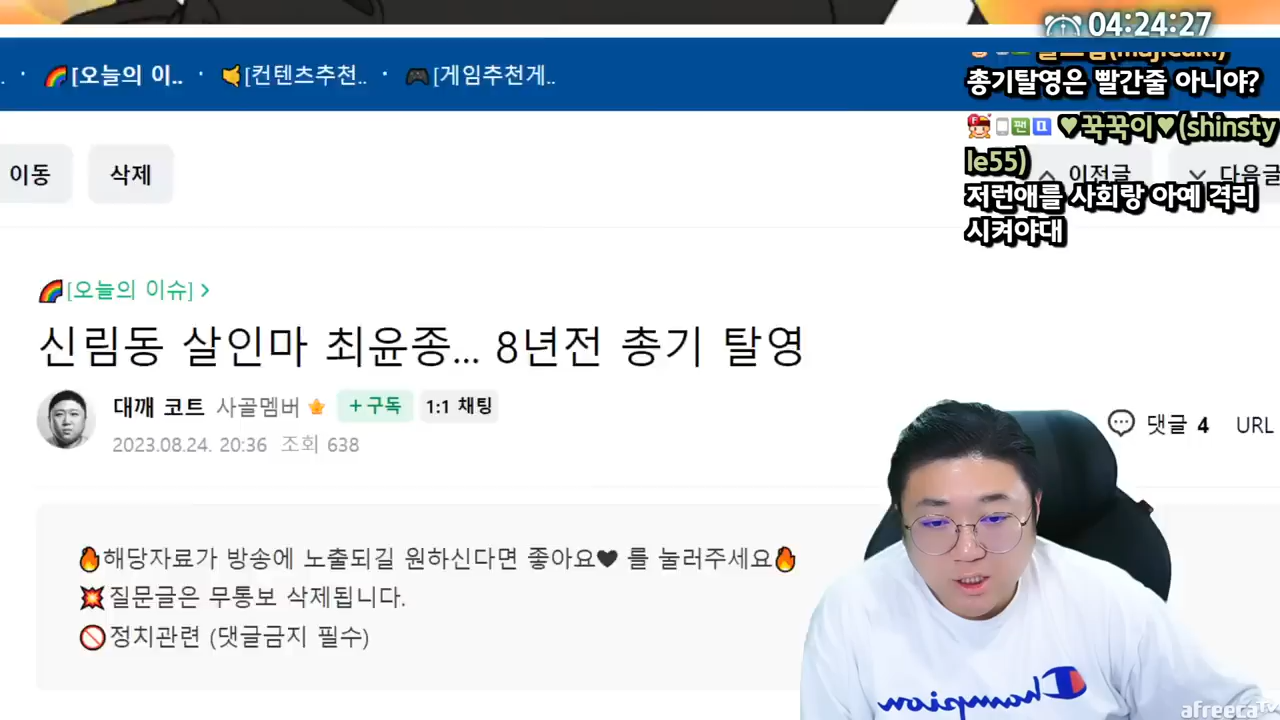 04:24:27
· 🌈[오늘의 이.. · 🤙[컨텐츠추천.. · 🎮[게임추천게..
총기탈영은 빨간줄 아니야?
팬 ♥꾹꾹이♥(shinsty
le55)
저런애를 사회랑 아예 격리
시켜야대
이동 삭제 이전글 다음글
🌈[오늘의 이슈] >
신림동 살인마 최윤종... 8년전 총기 탈영
대깨 코트 사골멤버 +구독 1:1 채팅
2023.08.24. 20:36 조회 638
댓글 4 URL
🔥해당자료가 방송에 노출되길 원하신다면 좋아요🖤 를 눌러주세요🔥
💥질문글은 무통보 삭제됩니다.
🚫정치관련 (댓글금지 필수)
Champion
afreecaTV